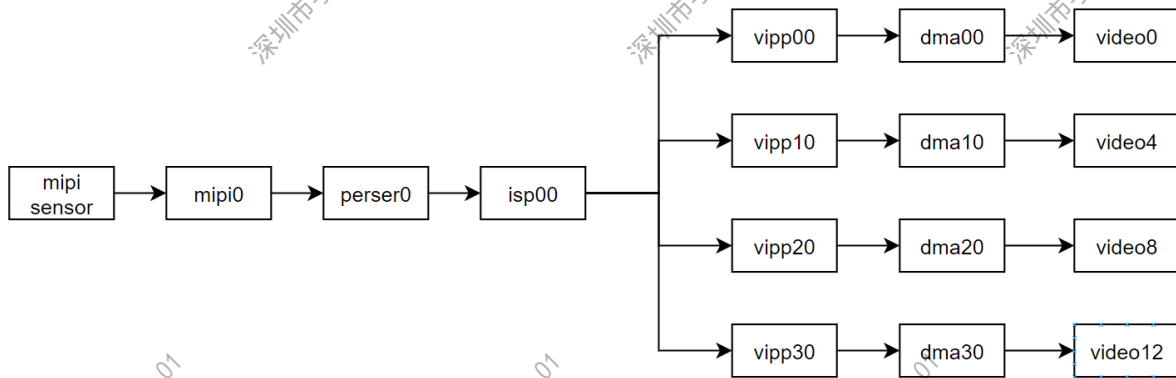 vipp00
dma00
video0
vipp10
dma10
video4
mipi
sensor
mipi0
perser0
isp00
vipp20
dma20
video8
vipp30
dma30
video12
深圳市
深圳市
深圳市
01
01
01